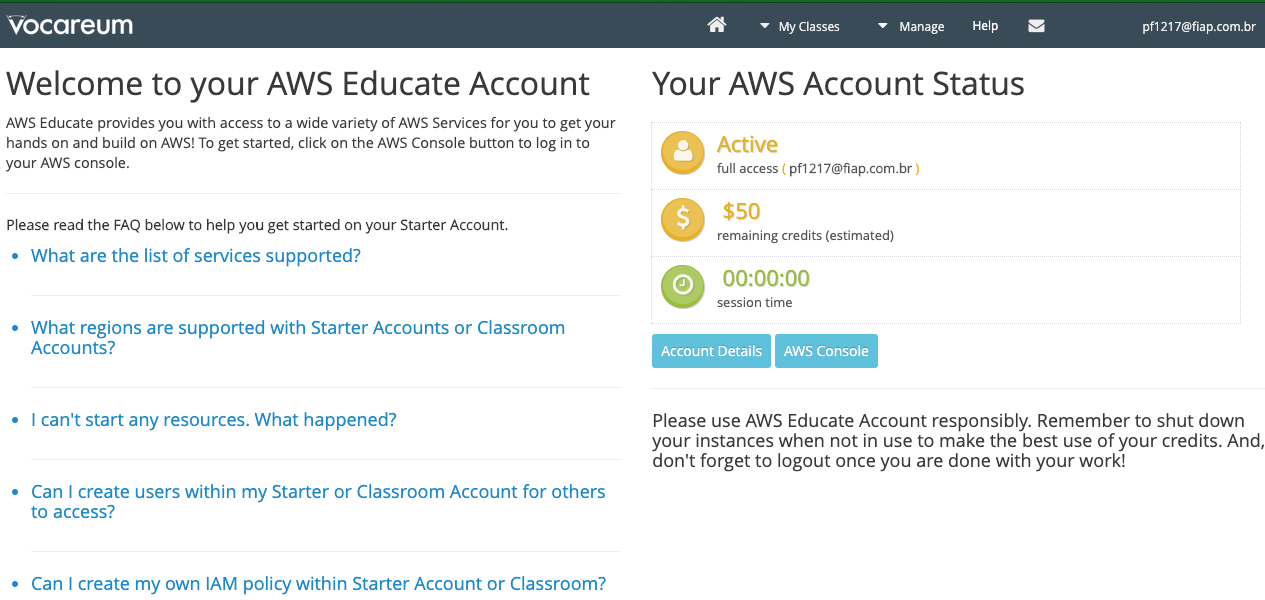 Vocareum
My Classes
Manage
Help
pf1217@fiap.com.br
Welcome to your AWS Educate Account
AWS Educate provides you with access to a wide variety of AWS Services for you to get your
hands on and build on AWS! To get started, click on the AWS Console button to log in to
your AWS console.
Please read the FAQ below to help you get started on your Starter Account.
• What are the list of services supported?
• What regions are supported with Starter Accounts or Classroom
Accounts?
• I can't start any resources. What happened?
• Can I create users within my Starter or Classroom Account for others
to access?
• Can I create my own IAM policy within Starter Account or Classroom?
Your AWS Account Status
Active
full access ( pf1217@fiap.com.br )
$
$50
remaining credits (estimated)
00:00:00
session time
Account Details
AWS Console
Please use AWS Educate Account responsibly. Remember to shut down
your instances when not in use to make the best use of your credits. And,
don't forget to logout once you are done with your work!